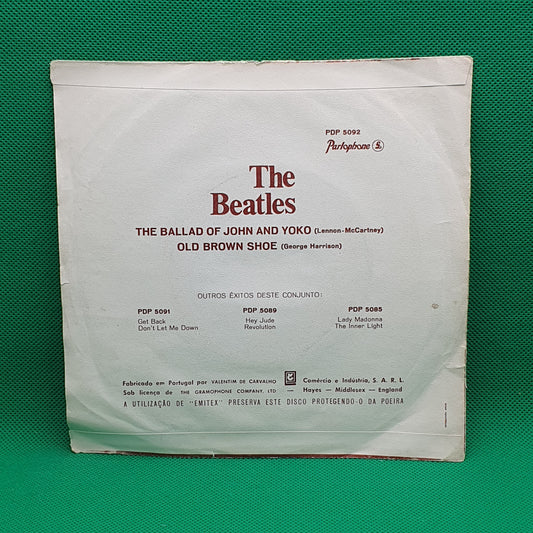 PDP 5092
Parlophone
The
Beatles
THE BALLAD OF JOHN AND YOKO (Lennon-McCartney)
OLD BROWN SHOE (George Harrison)
OUTROS ÊXITOS DESTE CONJUNTO:
PDP 5091
Get Back
Don't Let Me Down
PDP 5089
Hey Jude
Revolution
PDP 5085
Lady Madonna
The Inner Light
Fabricado em Portugal por VALENTIM DE CARVALHO Comércio e Indústria, S. A. R. L.
Sob licença de THE GRAMOPHONE COMPANY, LTD — Hayes — Middlesex — England
A UTILIZAÇÃO DE "EMITEX" PRESERVA ESTE DISCO PROTEGENDO-O DA POEIRA